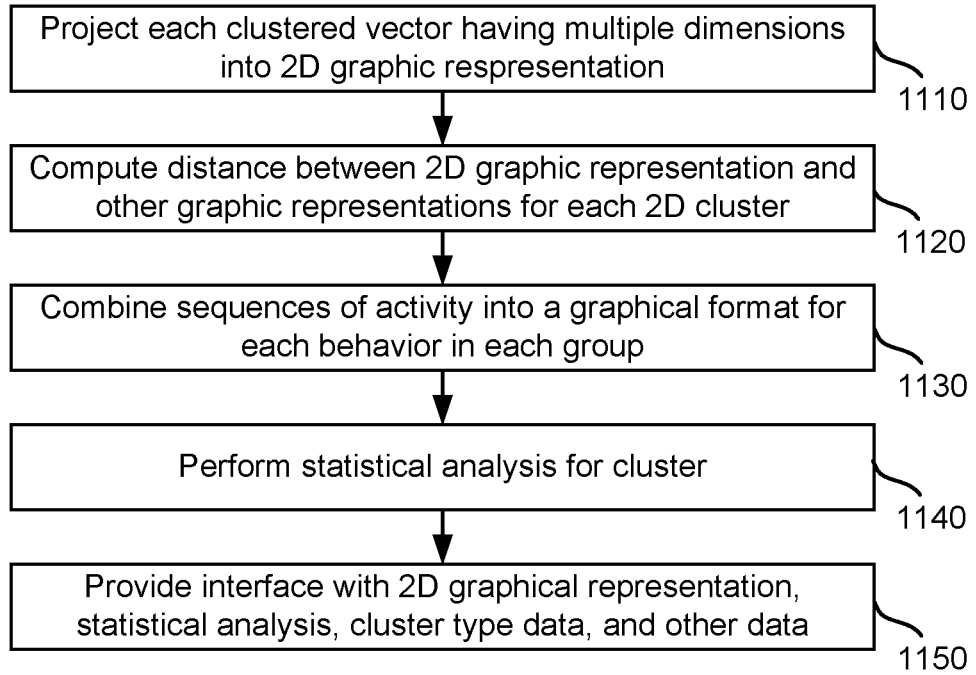 Project each clustered vector having multiple dimensions
into 2D graphic respresentation
1110
Compute distance between 2D graphic representation and
other graphic representations for each 2D cluster
1120
Combine sequences of activity into a graphical format for
each behavior in each group
1130
Perform statistical analysis for cluster
1140
Provide interface with 2D graphical representation,
statistical analysis, cluster type data, and other data
1150